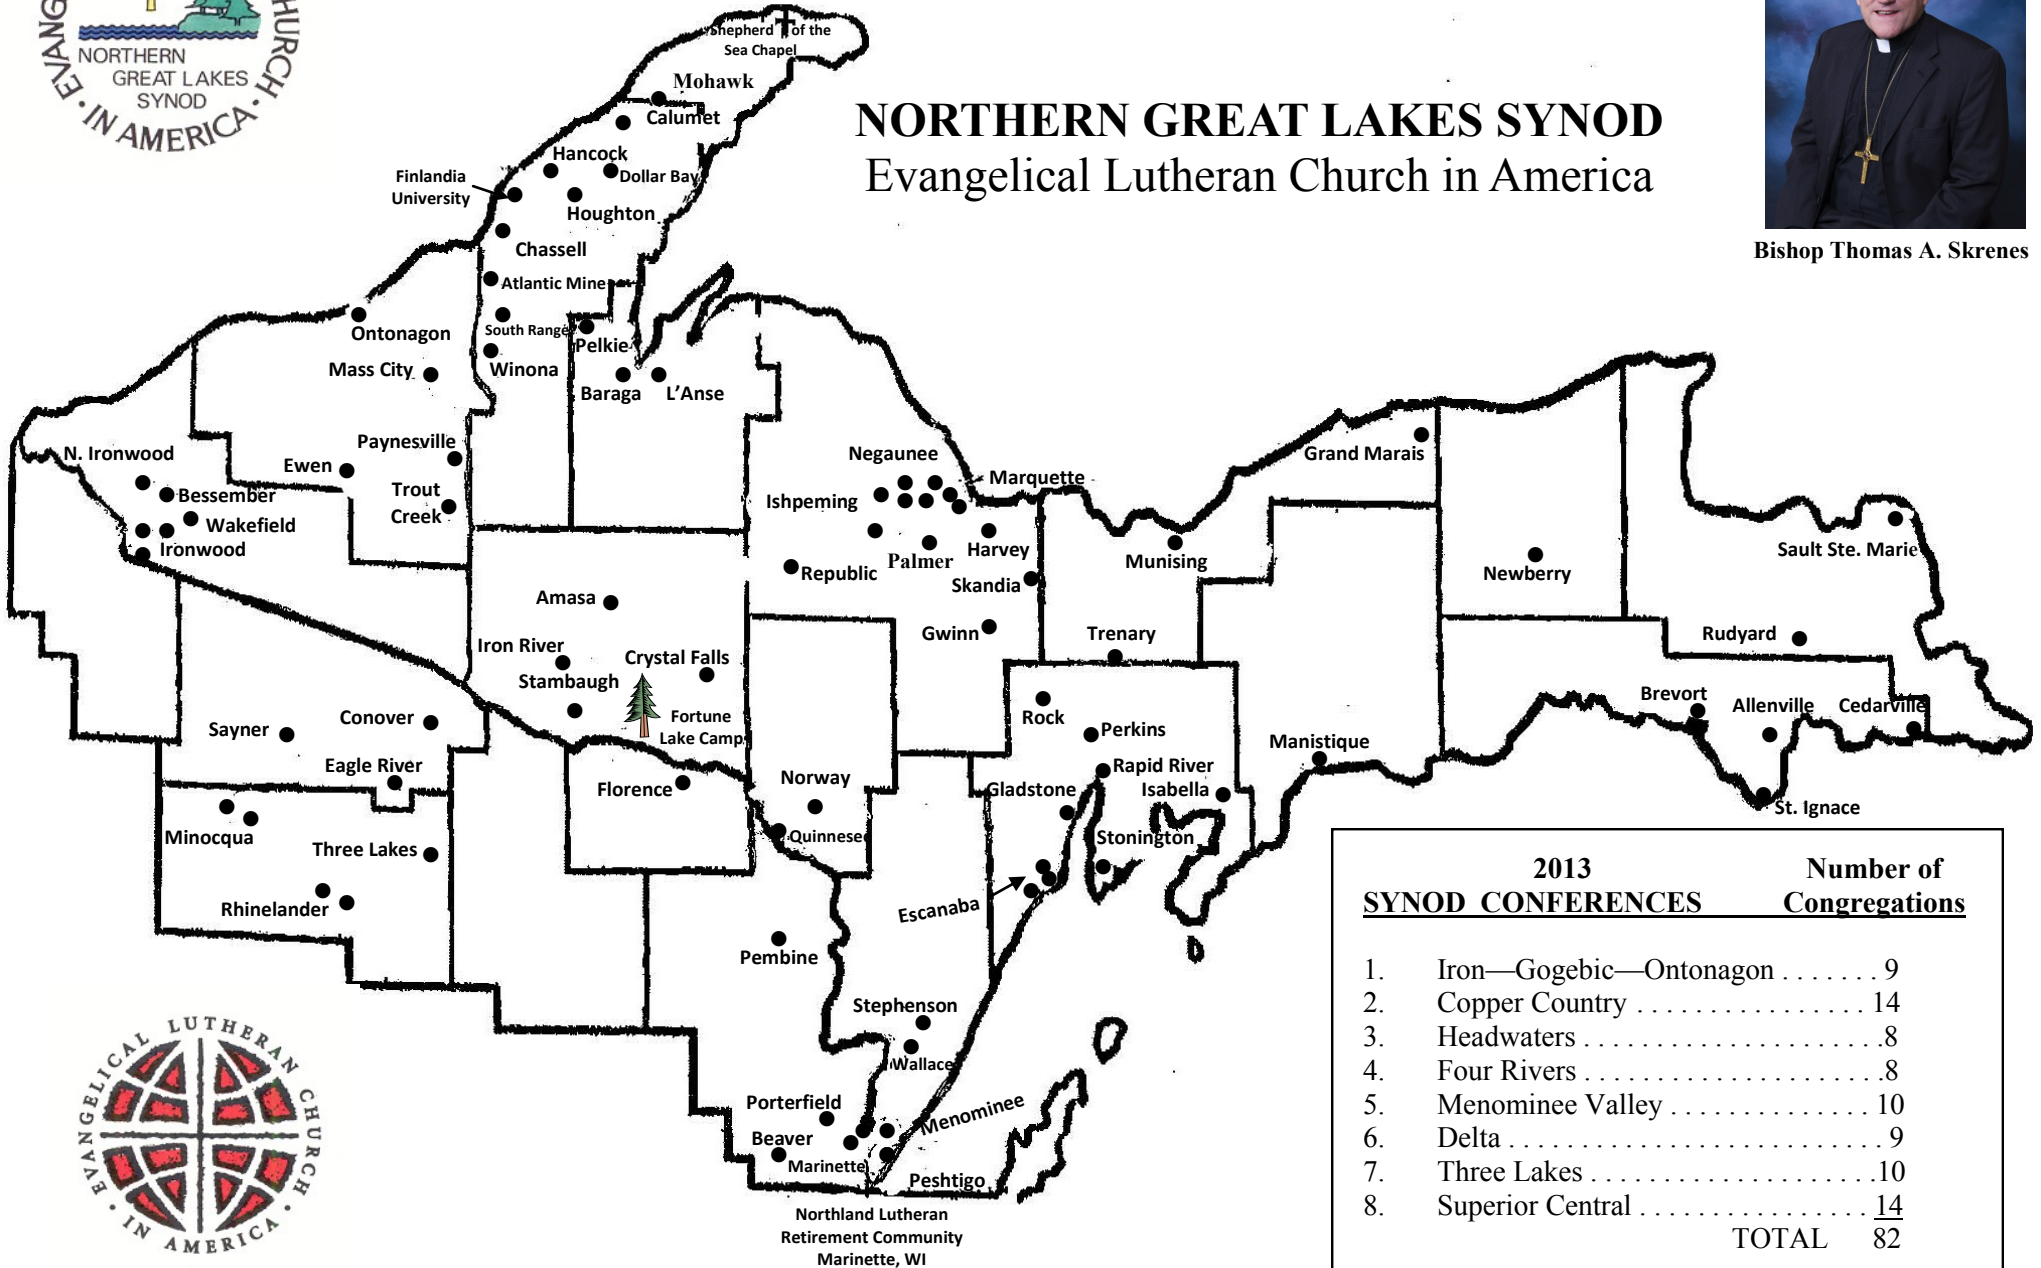 EVANG
HURCH
IN AMERICA
NORTHERN
GREAT LAKES
SYNOD
NORTHERN GREAT LAKES SYNOD
Evangelical Lutheran Church in America
Bishop Thomas A. Skrenes
Shepherd of the
Sea Chapel
Mohawk
Calumet
Hancock
Dollar Bay
Finlandia
University
Houghton
Chassell
Atlantic Mine
Ontonagon
South Range
Pelkie
Mass City
Winona
Baraga
L'Anse
N. Ironwood
Paynesville
Ewen
Bessember
Trout
Creek
Wakefield
Ironwood
Negaunee
Marquette
Ishpeming
Grand Marais
Republic
Palmer
Harvey
Skandia
Munising
Newberry
Sault Ste. Marie
Amasa
Gwinn
Trenary
Rudyard
Iron River
Crystal Falls
Stambaugh
Fortune
Lake Camp
Sayner
Conover
Rock
Perkins
Brevort
Allenville
Cedarville
Manistique
Eagle River
Florence
Norway
Gladstone
Rapid River
Isabella
St. Ignace
Minocqua
Three Lakes
Quinnesec
Stonington
Rhinelander
Escanaba
Pembine
Stephenson
Wallace
Porterfield
Menominee
Beaver
Marinette
Peshtigo
Northland Lutheran
Retirement Community
Marinette, WI
EVANGELICAL LUTHERAN CHURCH
· IN AMERICA ·
2013 Number of
SYNOD CONFERENCES Congregations
1. Iron—Gogebic—Ontonagon . . . . . . . 9
2. Copper Country . . . . . . . . . . . . . . . . 14
3. Headwaters . . . . . . . . . . . . . . . . . . . . .8
4. Four Rivers . . . . . . . . . . . . . . . . . . . . .8
5. Menominee Valley . . . . . . . . . . . . . . 10
6. Delta . . . . . . . . . . . . . . . . . . . . . . . . . . 9
7. Three Lakes . . . . . . . . . . . . . . . . . . . .10
8. Superior Central . . . . . . . . . . . . . . . . 14
TOTAL 82